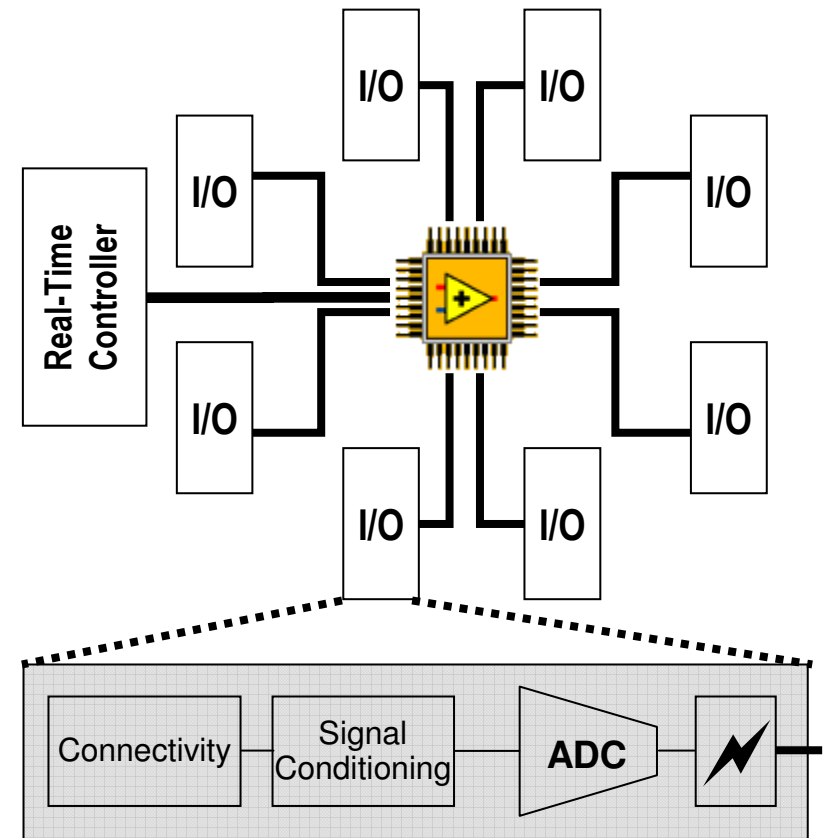 I/O
I/O
I/O
I/O
Real-Time
Controller
I/O
I/O
I/O
I/O
Connectivity
Signal
Conditioning
ADC